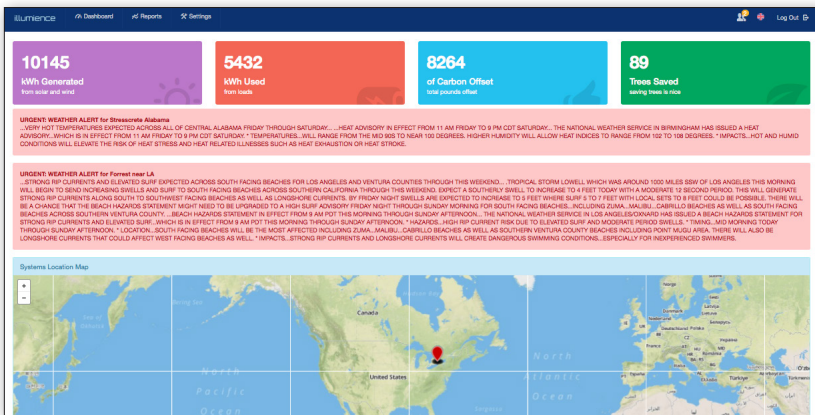 illumience Dashboard Reports Settings Log Out
10145
kWh Generated
from solar and wind
5432
kWh Used
from loads
8264
of Carbon Offset
total pounds offset
89
Trees Saved
saving trees is nice
URGENT: WEATHER ALERT for Stresscrete Alabama
...VERY HOT TEMPERATURES EXPECTED ACROSS ALL OF CENTRAL ALABAMA FRIDAY THROUGH SATURDAY... ...HEAT ADVISORY IN EFFECT FROM 11 AM FRIDAY TO 9 PM CDT SATURDAY... THE NATIONAL WEATHER SERVICE IN BIRMINGHAM HAS ISSUED A HEAT
ADVISORY...WHICH IS IN EFFECT FROM 11 AM FRIDAY TO 9 PM CDT SATURDAY. * TEMPERATURES...WILL RANGE FROM THE MID 90S TO NEAR 100 DEGREES. HIGHER HUMIDITY WILL ALLOW HEAT INDICES TO RANGE FROM 102 TO 108 DEGREES. * IMPACTS...HOT AND HUMID
CONDITIONS WILL ELEVATE THE RISK OF HEAT STRESS AND HEAT RELATED ILLNESSES SUCH AS HEAT EXHAUSTION OR HEAT STROKE.
URGENT: WEATHER ALERT for Forrest near LA
...STRONG RIP CURRENTS AND ELEVATED SURF EXPECTED ACROSS SOUTH FACING BEACHES FOR LOS ANGELES AND VENTURA COUNTIES THROUGH THIS WEEKEND... .TROPICAL STORM LOWELL WHICH WAS AROUND 1000 MILES SSW OF LOS ANGELES THIS MORNING
WILL BEGIN TO SEND INCREASING SWELLS AND SURF TO SOUTH FACING BEACHES ACROSS SOUTHERN CALIFORNIA THROUGH THIS WEEKEND. EXPECT A SOUTHERLY SWELL TO INCREASE TO 4 FEET TODAY WITH A MODERATE 12 SECOND PERIOD. THIS WILL GENERATE
STRONG RIP CURRENTS ALONG SOUTH TO SOUTHWEST FACING BEACHES AS WELL AS LONGSHORE CURRENTS. BY FRIDAY NIGHT SWELLS ARE EXPECTED TO INCREASE TO 5 FEET WHERE SURF 5 TO 7 FEET WITH LOCAL SETS TO 8 FEET COULD BE POSSIBLE. THERE WILL
BE A CHANCE THAT THE BEACH HAZARDS STATEMENT MIGHT NEED TO BE UPGRADED TO A HIGH SURF ADVISORY FRIDAY NIGHT THROUGH SUNDAY MORNING FOR SOUTH FACING BEACHES...INCLUDING ZUMA...MALIBU...CABRILLO BEACHES AS WELL AS SOUTH FACING
BEACHES ACROSS SOUTHERN VENTURA COUNTY. ...BEACH HAZARDS STATEMENT IN EFFECT FROM 9 AM PDT THIS MORNING THROUGH SUNDAY AFTERNOON... THE NATIONAL WEATHER SERVICE IN LOS ANGELES/OXNARD HAS ISSUED A BEACH HAZARDS STATEMENT FOR
STRONG RIP CURRENTS AND ELEVATED SURF...WHICH IS IN EFFECT FROM 9 AM PDT THIS MORNING THROUGH SUNDAY AFTERNOON. * HAZARDS...HIGH RIP CURRENT RISK DUE TO ELEVATED SURF AND MODERATE PERIOD SWELLS. * TIMING...MID MORNING TODAY
THROUGH SUNDAY AFTERNOON. * LOCATION...SOUTH FACING BEACHES WILL BE THE MOST AFFECTED INCLUDING ZUMA...MALIBU...CABRILLO BEACHES AS WELL AS SOUTHERN VENTURA COUNTY BEACHES INCLUDING POINT MUGU AREA. THERE WILL ALSO BE
LONGSHORE CURRENTS THAT COULD AFFECT WEST FACING BEACHES AS WELL. * IMPACTS...STRONG RIP CURRENTS AND LONGSHORE CURRENTS WILL CREATE DANGEROUS SWIMMING CONDITIONS...ESPECIALLY FOR INEXPERIENCED SWIMMERS.
Systems Location Map
+
−
Norge
Canada
Danmark
Deutschland Polska
France
România
North
Pacific
Ocean
United States
North
Atlantic
Ocean
España
Türkiye